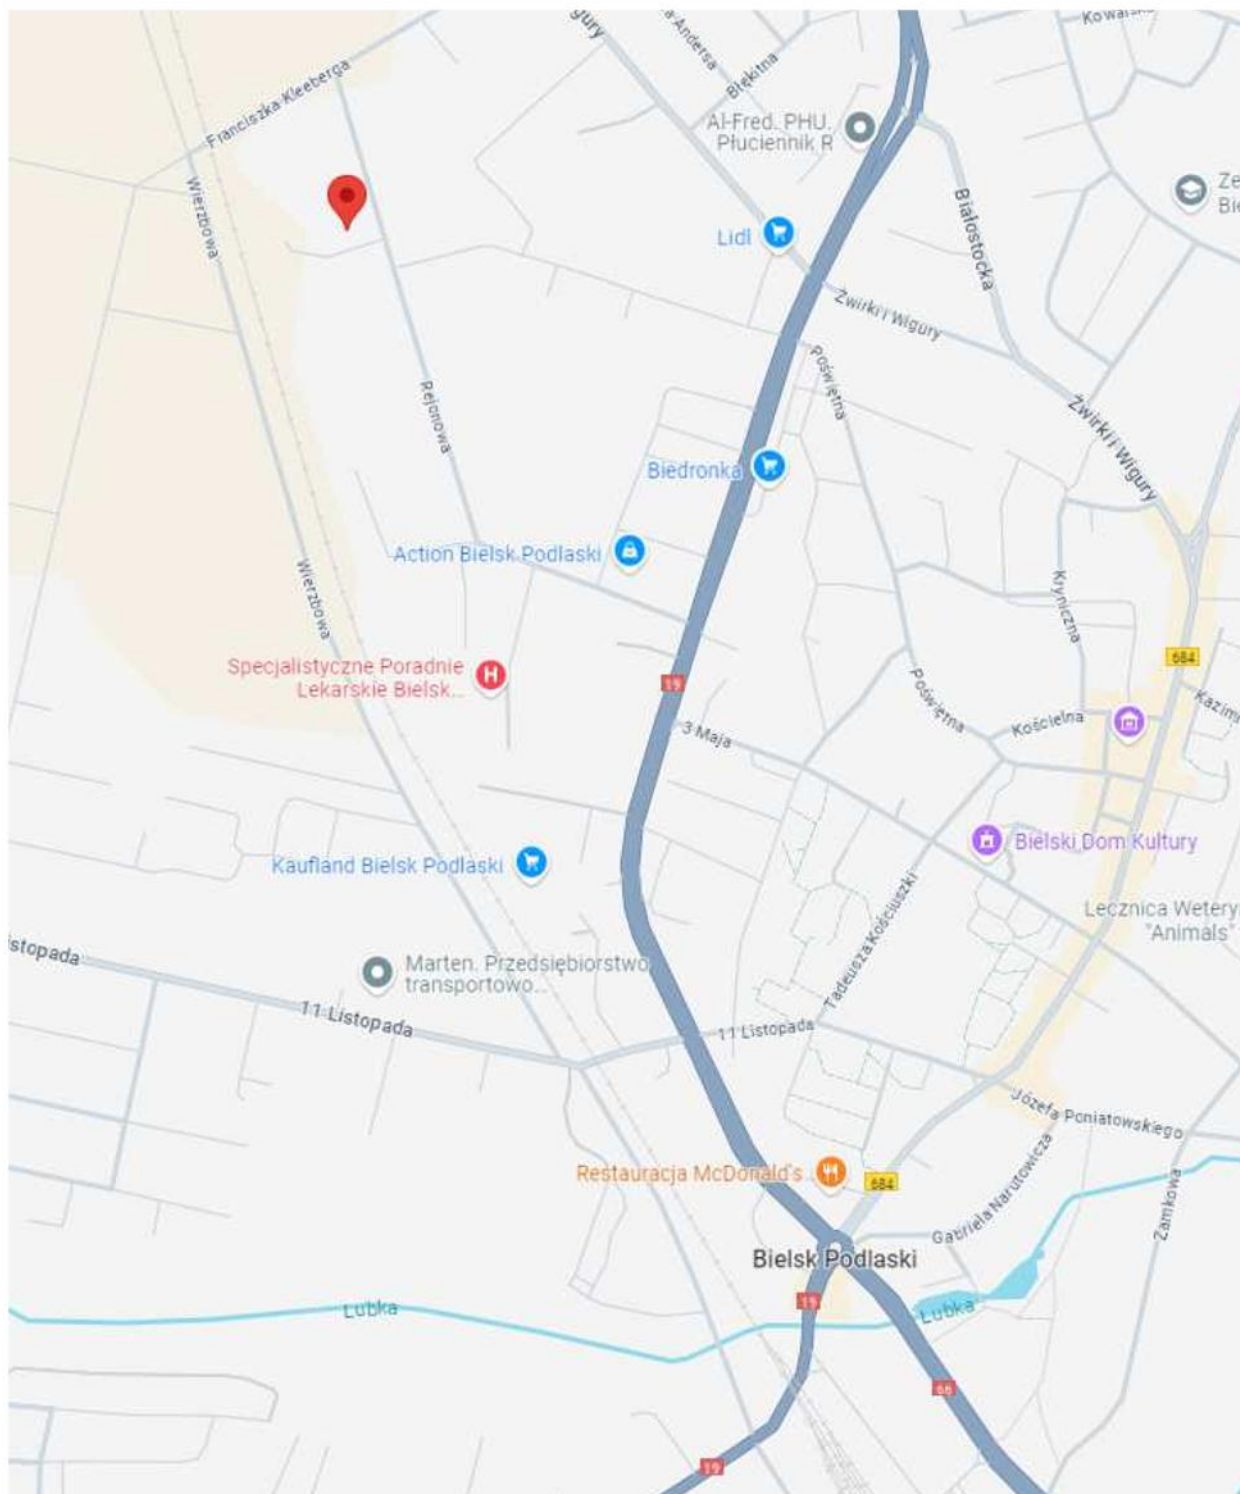 Kowalska
Andersa
Błękitna
Franciszka Kleeberga
Al-Fred. PHU.
Płuciennik R
Wierzbowa
Białostocka
Lidl
Żwirki i Wigury
Poświętna
Rejonowa
Żwirki i Wigury
Biedronka
Action Bielsk Podlaski
Wierzbowa
Kryniczna
684
Specjalistyczne Poradnie
Lekarskie Bielsk...
19
Poświętna
Kościelna
3 Maja
Bielski Dom Kultury
Kaufland Bielsk Podlaski
Tadeusza Kościuszki
"Animals"
Marten. Przedsiębiorstwo
transportowo...
11 Listopada
11 Listopada
Józefa Poniatowskiego
Restauracja McDonald's
684
Gabriela Narutowicza
Zamkowa
Bielsk Podlaski
19
Lubka
Lubka
66
19